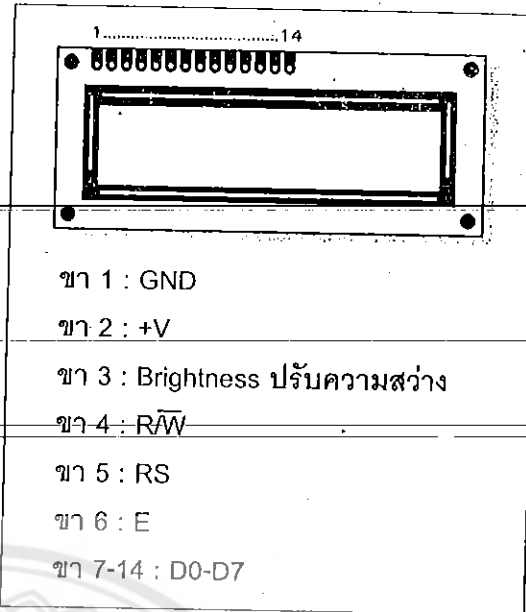 1..............................14
ขา 1 : GND
ขา 2 : +V
ขา 3 : Brightness ปรับความสว่าง
ขา 4 : R/W̅
ขา 5 : RS
ขา 6 : E
ขา 7-14 : D0-D7